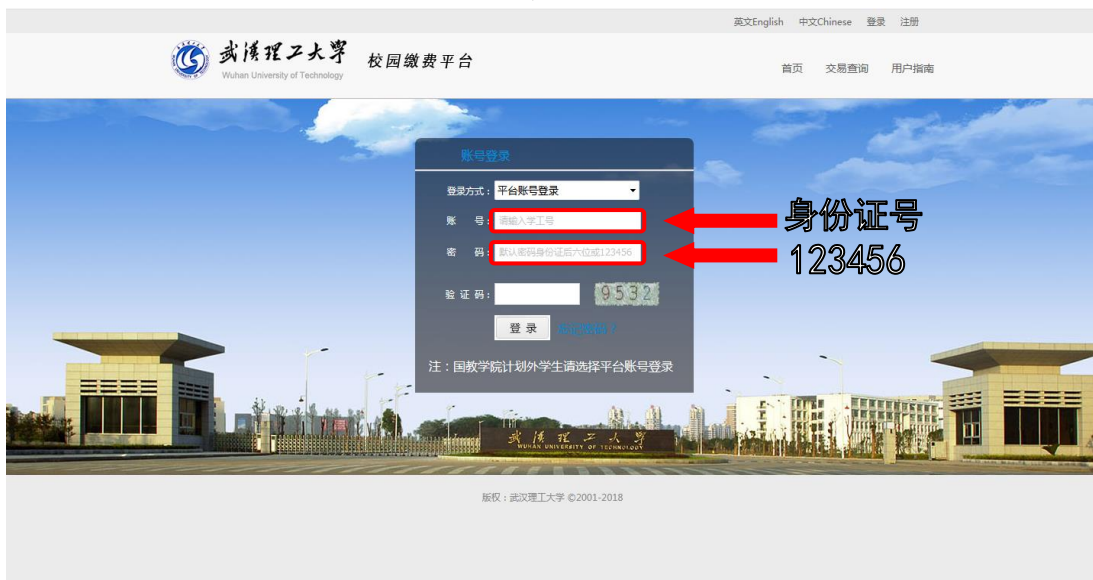 英文English 中文Chinese 登录 注册
武汉理工大学 校园缴费平台
Wuhan University of Technology
首页 交易查询 用户指南
账号登录
登录方式: 平台账号登录
账 号: 请输入学工号
身份证号
密 码: 默认密码身份证后六位或123456
123456
验 证 码: 9532
登 录 忘记密码?
注:国教学院计划外学生请选择平台账号登录
武汉理工大学
WUHAN UNIVERSITY OF TECHNOLOGY
版权:武汉理工大学 ©2001-2018